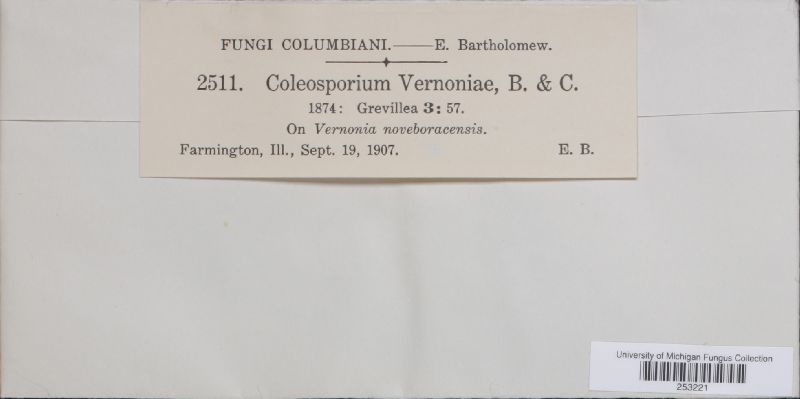 FUNGI COLUMBIANI.——E. Bartholomew.
2511. Coleosporium Vernoniae, B. & C.
1874: Grevillea 3: 57.
On Vernonia noveboracensis.
Farmington, Ill., Sept. 19, 1907. E. B.
University of Michigan Fungus Collection
253221